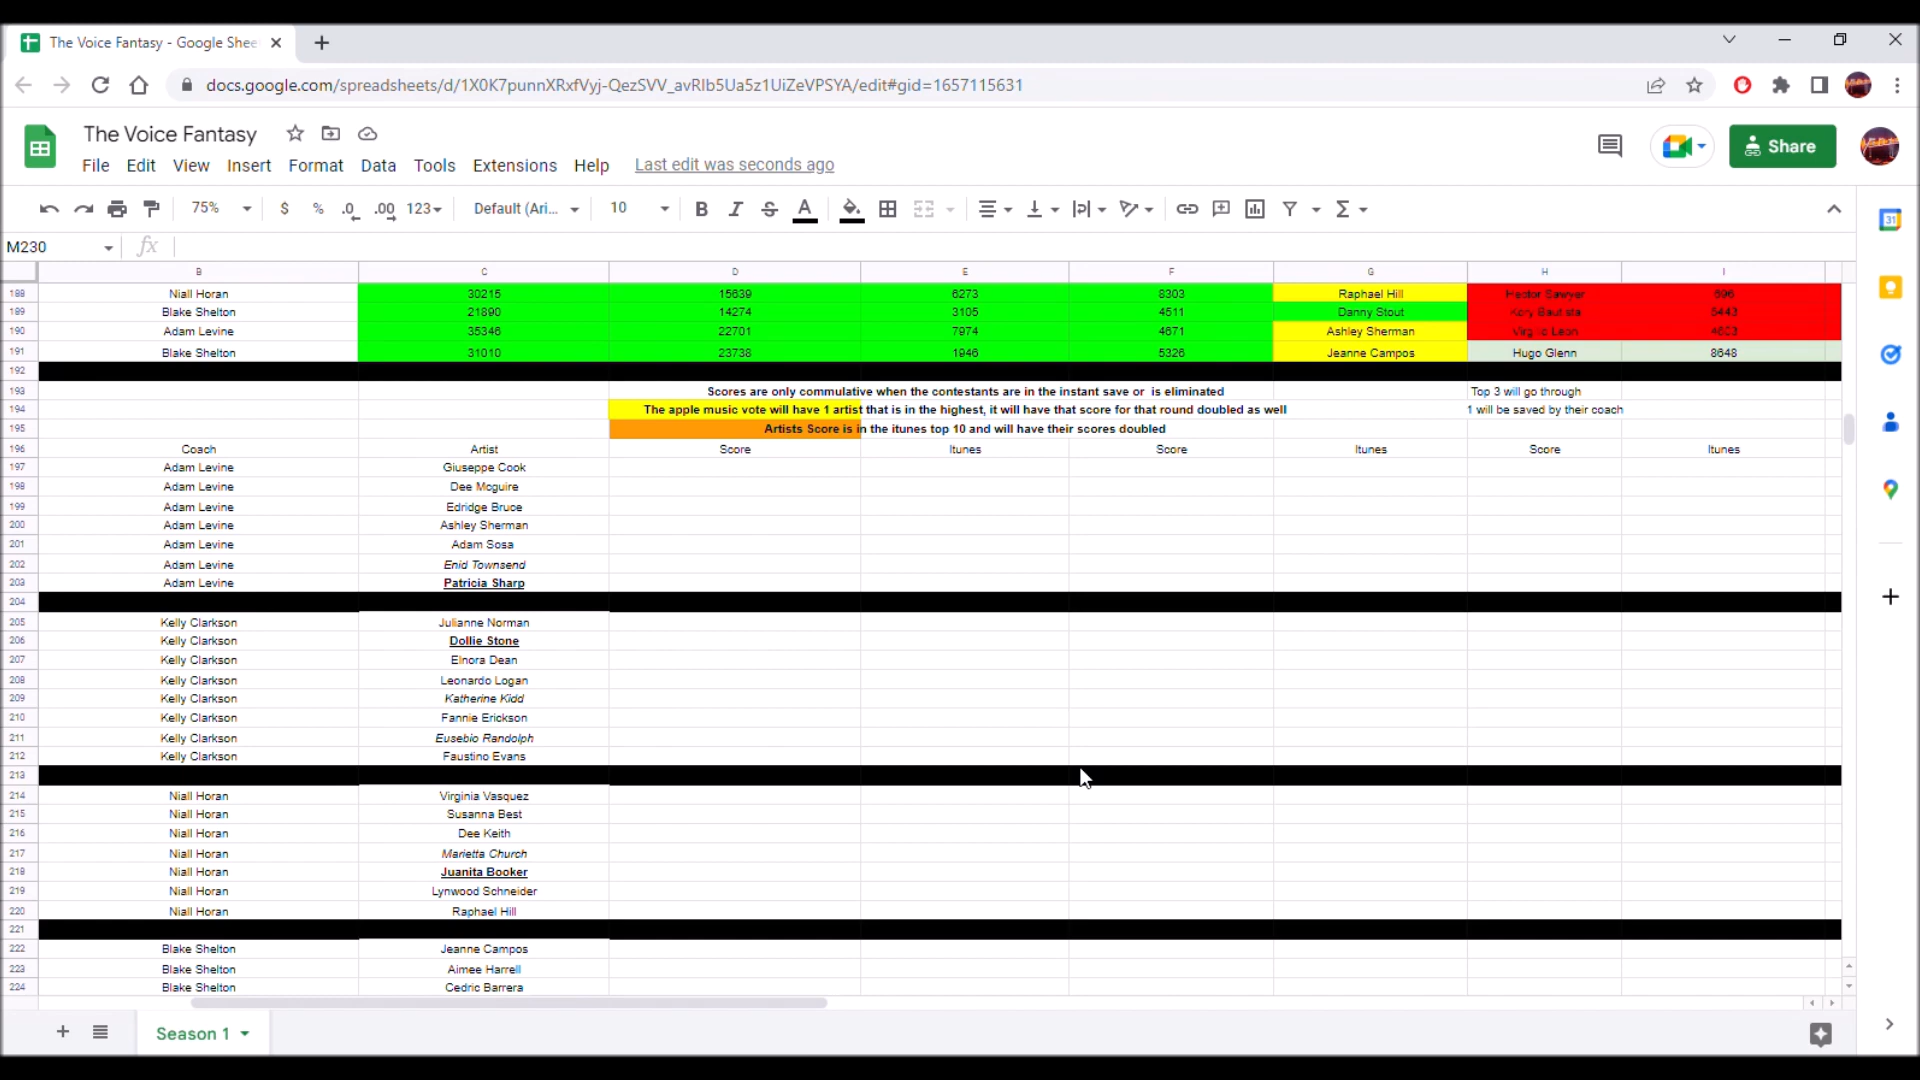 The Voice Fantasy - Google Shee
docs.google.com/spreadsheets/d/1X0K7punnXRxfVyj-QezSVV_avRIb5Ua5z1UiZeVPSYA/edit#gid=1657115631
The Voice Fantasy
File Edit View Insert Format Data Tools Extensions Help Last edit was seconds ago
Share
75% $ % .0 .00 123 Default (Ari... 10 B I S A
M230 fx
B C D E F G H I
188 Niall Horan 30215 15639 6273 8303 Raphael Hill Hector Sawyer 696
189 Blake Shelton 21890 14274 3105 4511 Danny Stout Kory Bautista 5443
190 Adam Levine 35346 22701 7974 4671 Ashley Sherman Virgilio Leon 4603
191 Blake Shelton 31010 23738 1946 5326 Jeanne Campos Hugo Glenn 8648
192
193 Scores are only commulative when the contestants are in the instant save or is eliminated Top 3 will go through
194 The apple music vote will have 1 artist that is in the highest, it will have that score for that round doubled as well 1 will be saved by their coach
195 Artists Score is in the itunes top 10 and will have their scores doubled
196 Coach Artist Score Itunes Score Itunes Score Itunes
197 Adam Levine Giuseppe Cook
198 Adam Levine Dee Mcguire
199 Adam Levine Edridge Bruce
200 Adam Levine Ashley Sherman
201 Adam Levine Adam Sosa
202 Adam Levine Enid Townsend
203 Adam Levine Patricia Sharp
204
205 Kelly Clarkson Julianne Norman
206 Kelly Clarkson Dollie Stone
207 Kelly Clarkson Elnora Dean
208 Kelly Clarkson Leonardo Logan
209 Kelly Clarkson Katherine Kidd
210 Kelly Clarkson Fannie Erickson
211 Kelly Clarkson Eusebio Randolph
212 Kelly Clarkson Faustino Evans
213
214 Niall Horan Virginia Vasquez
215 Niall Horan Susanna Best
216 Niall Horan Dee Keith
217 Niall Horan Marietta Church
218 Niall Horan Juanita Booker
219 Niall Horan Lynwood Schneider
220 Niall Horan Raphael Hill
221
222 Blake Shelton Jeanne Campos
223 Blake Shelton Aimee Harrell
224 Blake Shelton Cedric Barrera
Season 1